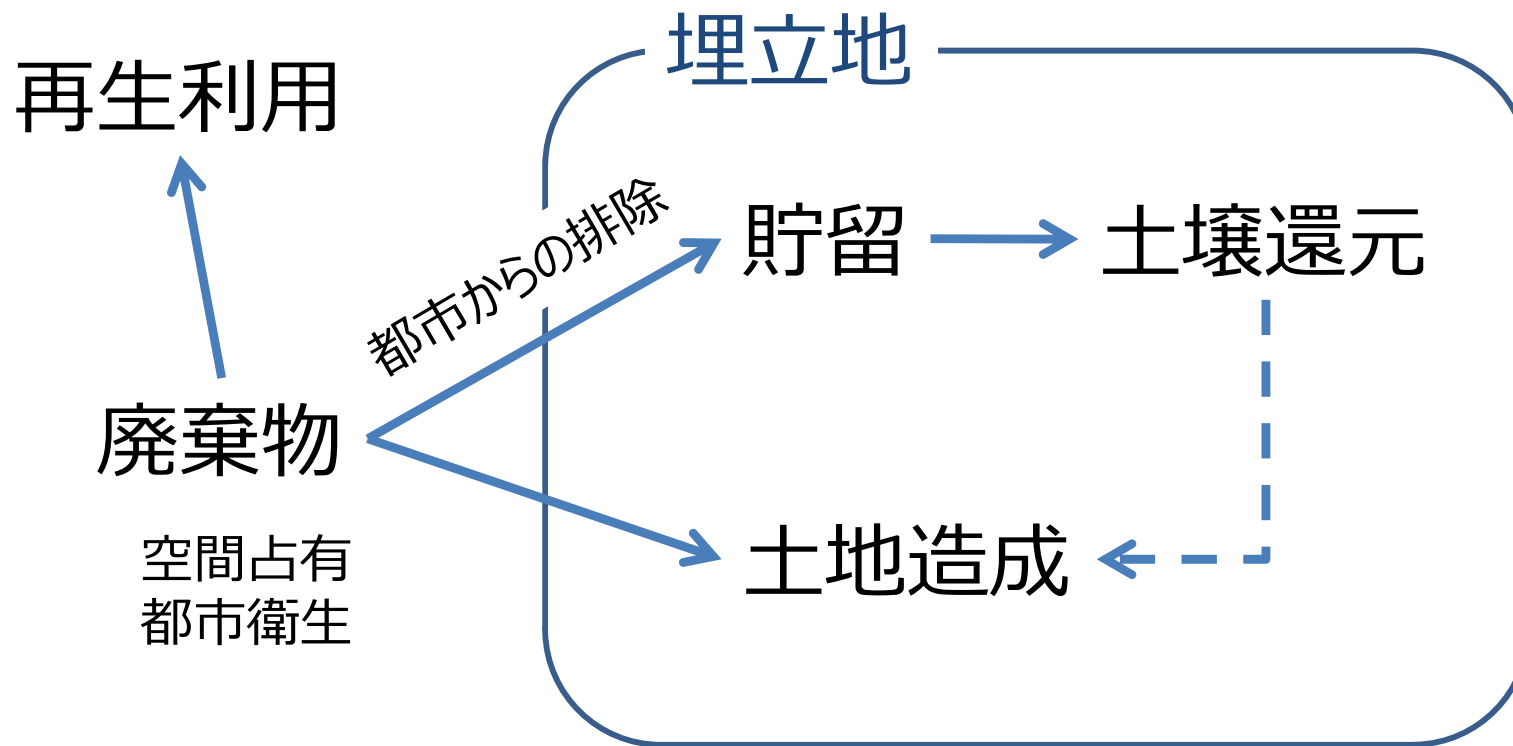 埋立地
再生利用
都市からの排除
貯留
土壌還元
廃棄物
空間占有
都市衛生
土地造成